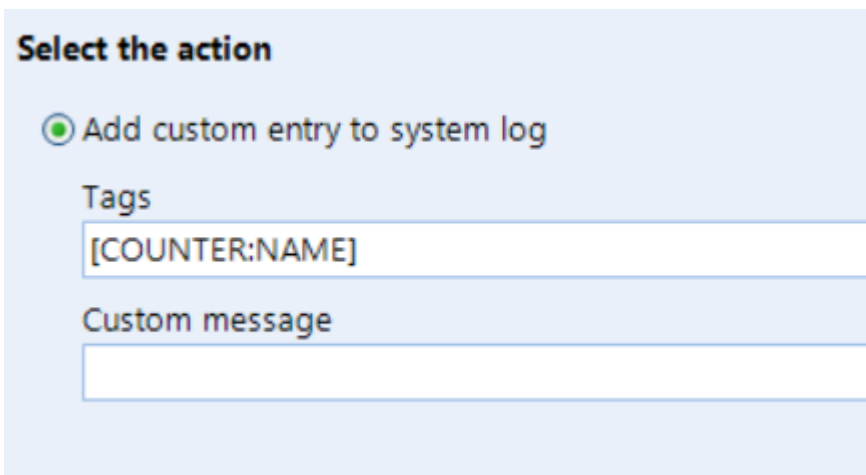 Select the action
Add custom entry to system log
Tags
[COUNTER:NAME]
Custom message